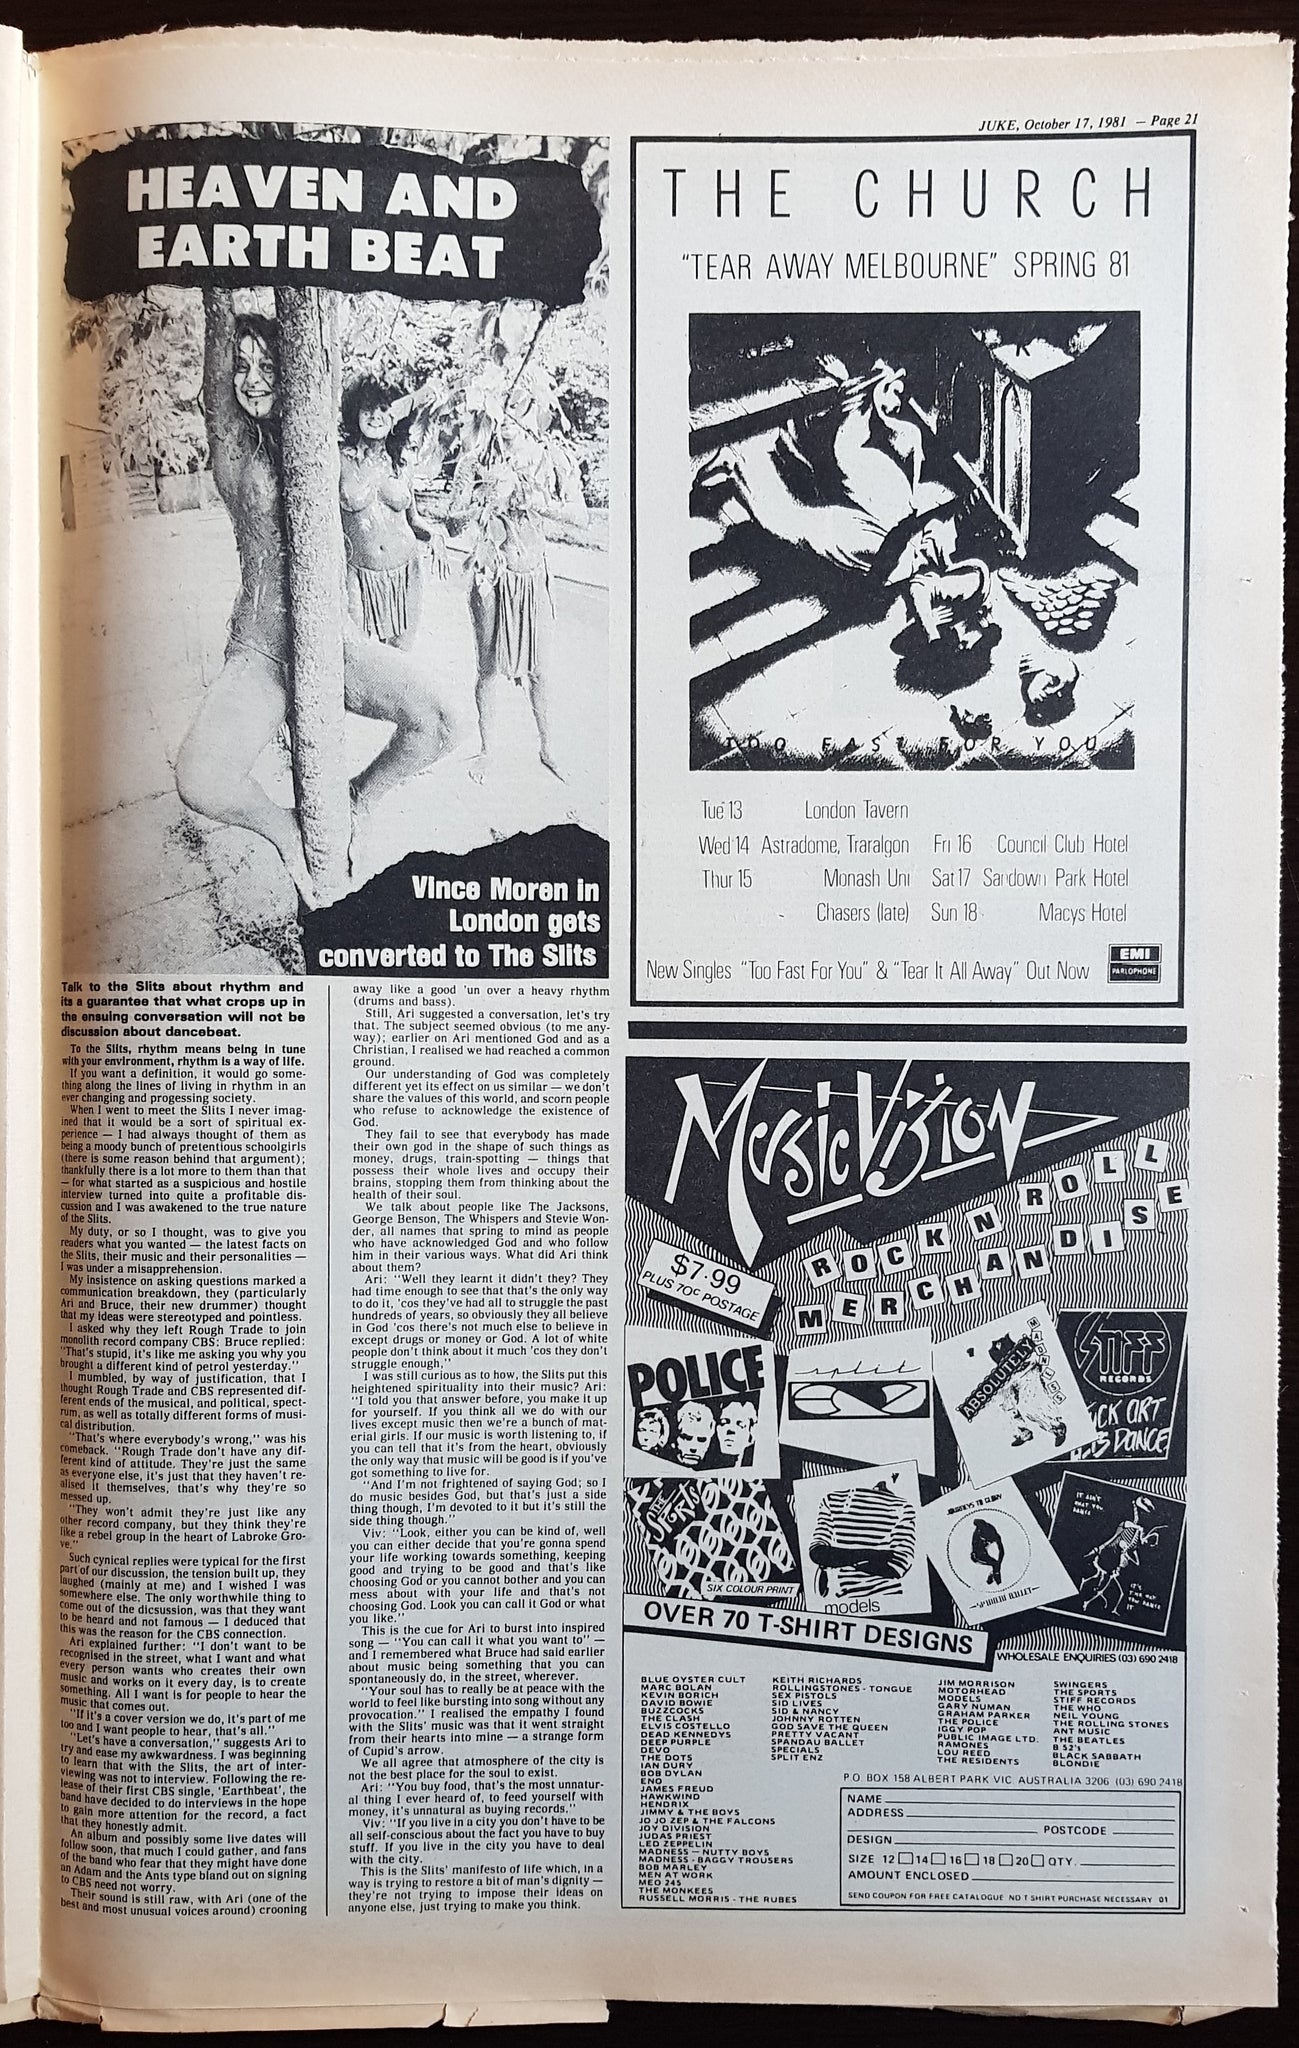 JUKE, October 17, 1981 — Page 21
HEAVEN AND
EARTH BEAT
Vince Moren in
London gets
converted to The Slits
Talk to the Slits about rhythm and
its a guarantee that what crops up in
the ensuing conversation will not be
discussion about dancebeat.
To the Slits, rhythm means being in tune
with your environment, rhythm is a way of life.
If you want a definition, it would go some-
thing along the lines of living in rhythm in an
ever changing and progessing society.
When I went to meet the Slits I never imag-
ined that it would be a sort of spiritual ex-
perience — I had always thought of them as
being a moody bunch of pretentious schoolgirls
(there is some reason behind that argument);
thankfully there is a lot more to them than that
— for what started as a suspicious and hostile
interview turned into quite a profitable dis-
cussion and I was awakened to the true nature
of the Slits.
My duty, or so I thought, was to give you
readers what you wanted — the latest facts on
the Slits, their music and their personalities —
I was under a misapprehension.
My insistence on asking questions marked a
communication breakdown, they (particularly
Ari and Bruce, their new drummer) thought
that my ideas were stereotyped and pointless.
I asked why they left Rough Trade to join
monolith record company CBS: Bruce replied:
"That's stupid, it's like me asking you why you
brought a different kind of petrol yesterday."
I mumbled, by way of justification, that I
thought Rough Trade and CBS represented dif-
ferent ends of the musical, and political, spect-
rum, as well as totally different forms of musi-
cal distribution.
"That's where everybody's wrong," was his
comeback. "Rough Trade don't have any dif-
ferent kind of attitude. They're just the same
as everyone else, it's just that they haven't re-
alised it themselves, that's why they're so
messed up.
"They won't admit they're just like any
other record company, but they think they're
like a rebel group in the heart of Labroke Gro-
ve."
Such cynical replies were typical for the first
part of our discussion, the tension built up, they
laughed (mainly at me) and I wished I was
somewhere else. The only worthwhile thing to
come out of the dicsussion, was that they want
to be heard and not famous — I deduced that
this was the reason for the CBS connection.
Ari explained further: "I don't want to be
recognised in the street, what I want and what
every person wants who creates their own
music and works on it every day, is to create
something. All I want is for people to hear the
music that comes out.
"If it's a cover version we do, it's part of me
too and I want people to hear, that's all."
"Let's have a conversation," suggests Ari to
try and ease my awkwardness. I was beginning
to learn that with the Slits, the art of inter-
viewing was not to interview. Following the re-
lease of their first CBS single, 'Earthbeat', the
band have decided to do interviews in the hope
to gain more attention for the record, a fact
that they honestly admit.
An album and possibly some live dates will
follow soon, that much I could gather, and fans
of the band who fear that they might have done
an Adam and the Ants type bland out on signing
to CBS need not worry.
Their sound is still raw, with Ari (one of the
best and most unusual voices around) crooning
away like a good 'un over a heavy rhythm
(drums and bass).
Still, Ari suggested a conversation, let's try
that. The subject seemed obvious (to me any-
way); earlier on Ari mentioned God and as a
Christian, I realised we had reached a common
ground.
Our understanding of God was completely
different yet its effect on us similar — we don't
share the values of this world, and scorn people
who refuse to acknowledge the existence of
God.
They fail to see that everybody has made
their own god in the shape of such things as
money, drugs, train-spotting — things that
possess their whole lives and occupy their
brains, stopping them from thinking about the
health of their soul.
We talk about people like The Jacksons,
George Benson, The Whispers and Stevie Won-
der, all names that spring to mind as people
who have acknowledged God and who follow
him in their various ways. What did Ari think
about them?
Ari: "Well they learnt it didn't they? They
had time enough to see that that's the only way
to do it, 'cos they've had all to struggle the past
hundreds of years, so obviously they all believe
in God 'cos there's not much else to believe in
except drugs or money or God. A lot of white
people don't think about it much 'cos they don't
struggle enough,"
I was still curious as to how, the Slits put this
heightened spirituality into their music? Ari:
"I told you that answer before, you make it up
for yourself. If you think all we do with our
lives except music then we're a bunch of mat-
erial girls. If our music is worth listening to, if
you can tell that it's from the heart, obviously
the only way that music will be good is if you've
got something to live for.
"And I'm not frightened of saying God; so I
do music besides God, but that's just a side
thing though, I'm devoted to it but it's still the
side thing though."
Viv: "Look, either you can be kind of, well
you can either decide that you're gonna spend
your life working towards something, keeping
good and trying to be good and that's like
choosing God or you cannot bother and you can
mess about with your life and that's not
choosing God. Look you can call it God or what
you like."
This is the cue for Ari to burst into inspired
song — "You can call it what you want to" —
and I remembered what Bruce had said earlier
about music being something that you can
spontaneously do, in the street, wherever.
"Your soul has to really be at peace with the
world to feel like bursting into song without any
provocation." I realised the empathy I found
with the Slits' music was that it went straight
from their hearts into mine — a strange form
of Cupid's arrow.
We all agree that atmosphere of the city is
not the best place for the soul to exist.
Ari: "You buy food, that's the most unnatur-
al thing I ever heard of, to feed yourself with
money, it's unnatural as buying records."
Viv: "If you live in a city you don't have to be
all self-conscious about the fact you have to buy
stuff. If you live in the city you have to deal
with the city.
This is the Slits' manifesto of life which, in a
way is trying to restore a bit of man's dignity —
they're not trying to impose their ideas on
anyone else, just trying to make you think.
THE CHURCH
"TEAR AWAY MELBOURNE" SPRING 81
TOO FAST FOR YOU
Tue 13 London Tavern
Wed 14 Astradome, Traralgon Fri 16 Council Club Hotel
Thur 15 Monash Uni Sat 17 Sandown Park Hotel
Chasers (late) Sun 18 Macys Hotel
New Singles "Too Fast For You" & "Tear It All Away" Out Now
EMI
PARLOPHONE
MusicVision
ROCK N ROLL
MERCHANDISE
$7.99
PLUS 70c POSTAGE
POLICE
split
ABSOLUTELY
MADNESS
STIFF
RECORDS
THE SPORTS
SIX COLOUR PRINT
models
JOURNEYS TO GLORY
SPANDAU BALLET
OVER 70 T-SHIRT DESIGNS
WHOLESALE ENQUIRIES (03) 690 2418
BLUE OYSTER CULT
MARC BOLAN
KEVIN BORICH
DAVID BOWIE
BUZZCOCKS
THE CLASH
ELVIS COSTELLO
DEAD KENNEDYS
DEEP PURPLE
DEVO
THE DOTS
IAN DURY
BOB DYLAN
ENO
JAMES FREUD
HAWKWIND
HENDRIX
JIMMY & THE BOYS
JO JO ZEP & THE FALCONS
JOY DIVISION
JUDAS PRIEST
LED ZEPPELIN
MADNESS — NUTTY BOYS
MADNESS - BAGGY TROUSERS
BOB MARLEY
MEN AT WORK
MEO 245
THE MONKEES
RUSSELL MORRIS - THE RUBES
KEITH RICHARDS
ROLLINGSTONES - TONGUE
SEX PISTOLS
SID LIVES
SID & NANCY
JOHNNY ROTTEN
GOD SAVE THE QUEEN
PRETTY VACANT
SPANDAU BALLET
SPECIALS
SPLIT ENZ
JIM MORRISON
MOTORHEAD
MODELS
GARY NUMAN
GRAHAM PARKER
THE POLICE
IGGY POP
PUBLIC IMAGE LTD.
RAMONES
LOU REED
THE RESIDENTS
SWINGERS
THE SPORTS
STIFF RECORDS
THE WHO
NEIL YOUNG
THE ROLLING STONES
ANT MUSIC
THE BEATLES
B 52's
BLACK SABBATH
BLONDIE
P.O. BOX 158 ALBERT PARK VIC. AUSTRALIA 3206 (03) 690 2418
NAME
ADDRESS
POSTCODE
DESIGN
SIZE 12 14 16 18 20 QTY.
AMOUNT ENCLOSED
SEND COUPON FOR FREE CATALOGUE NO T SHIRT PURCHASE NECESSARY 01